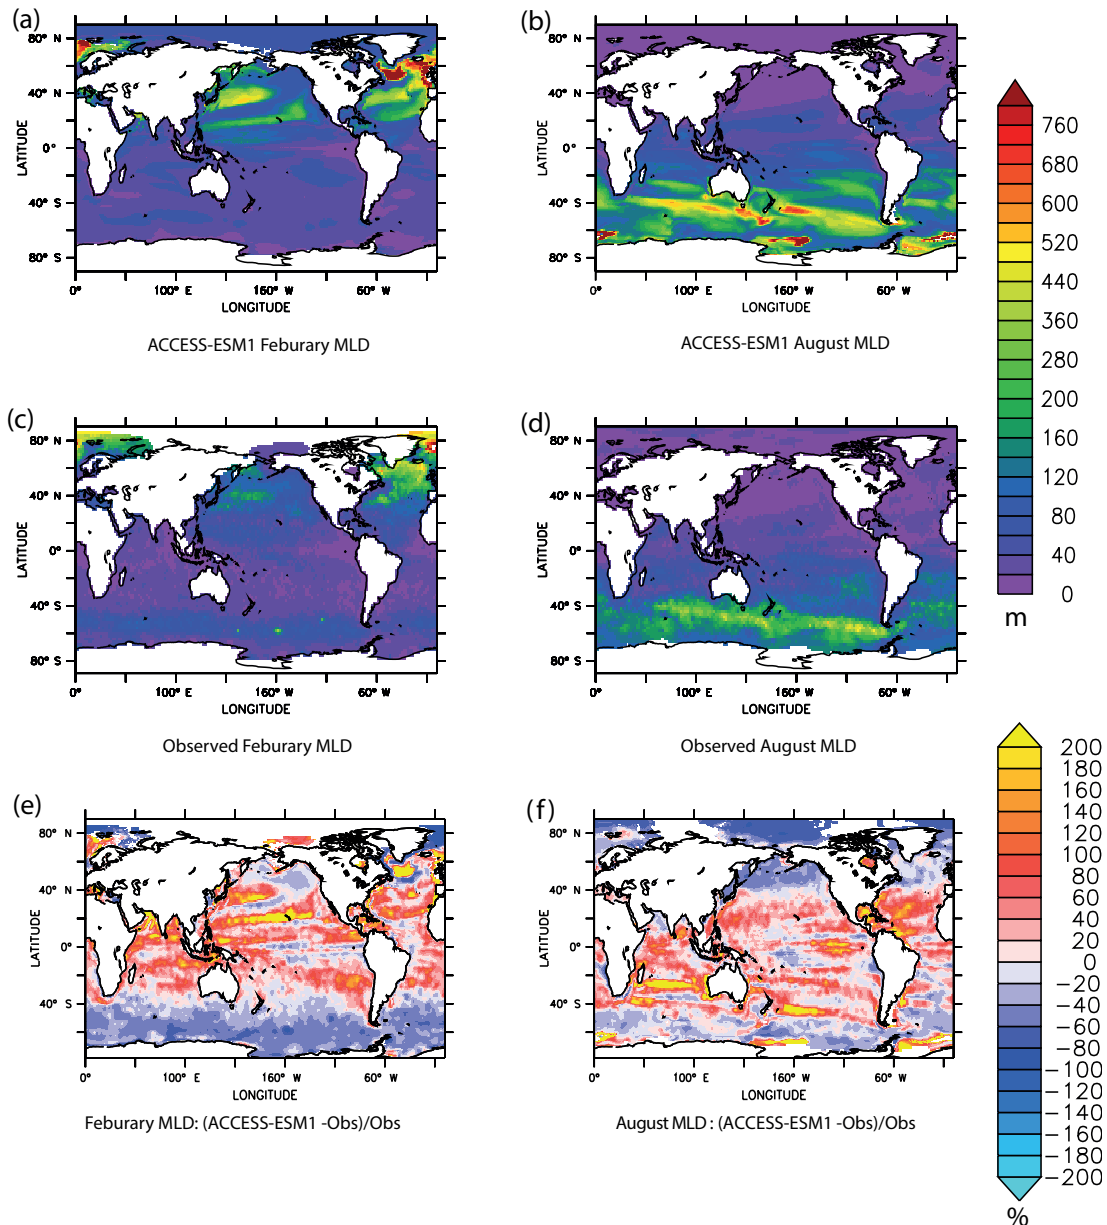 (a)
80° N
40° N
0°
40° S
80° S
LATITUDE
0°
100° E
160° W
60° W
LONGITUDE
ACCESS-ESM1 Feburary MLD
(b)
80° N
40° N
0°
40° S
80° S
LATITUDE
0°
100° E
160° W
60° W
LONGITUDE
ACCESS-ESM1 August MLD
760
680
600
520
440
360
280
200
160
120
80
40
0
m
(c)
80° N
40° N
0°
40° S
80° S
LATITUDE
0°
100° E
160° W
60° W
LONGITUDE
Observed Feburary MLD
(d)
80° N
40° N
0°
40° S
80° S
LATITUDE
0°
100° E
160° W
60° W
LONGITUDE
Observed August MLD
(e)
80° N
40° N
0°
40° S
LATITUDE
0°
100° E
160° W
60° W
LONGITUDE
Feburary MLD: (ACCESS-ESM1 -Obs)/Obs
(f)
80° N
40° N
0°
40° S
LATITUDE
0°
100° E
160° W
60° W
LONGITUDE
August MLD : (ACCESS-ESM1 -Obs)/Obs
200
180
160
140
120
100
80
60
40
20
0
−20
−40
−60
−80
−100
−120
−140
−160
−180
−200
%